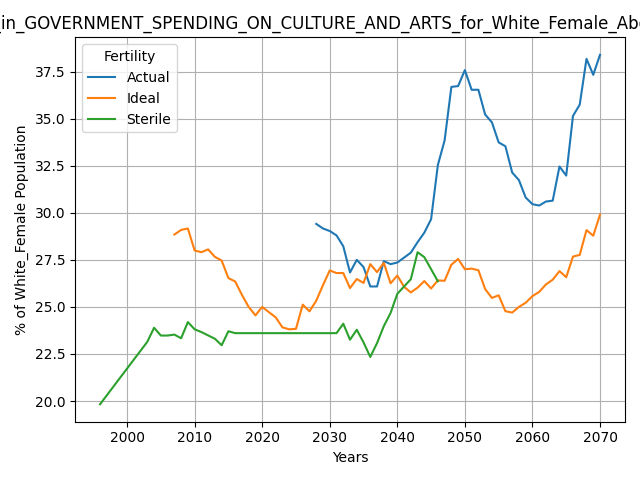 _in_GOVERNMENT_SPENDING_ON_CULTURE_AND_ARTS_for_White_Female_Abo
Fertility
Actual
Ideal
Sterile
% of White_Female Population
37.5
35.0
32.5
30.0
27.5
25.0
22.5
20.0
2000 2010 2020 2030 2040 2050 2060 2070
Years